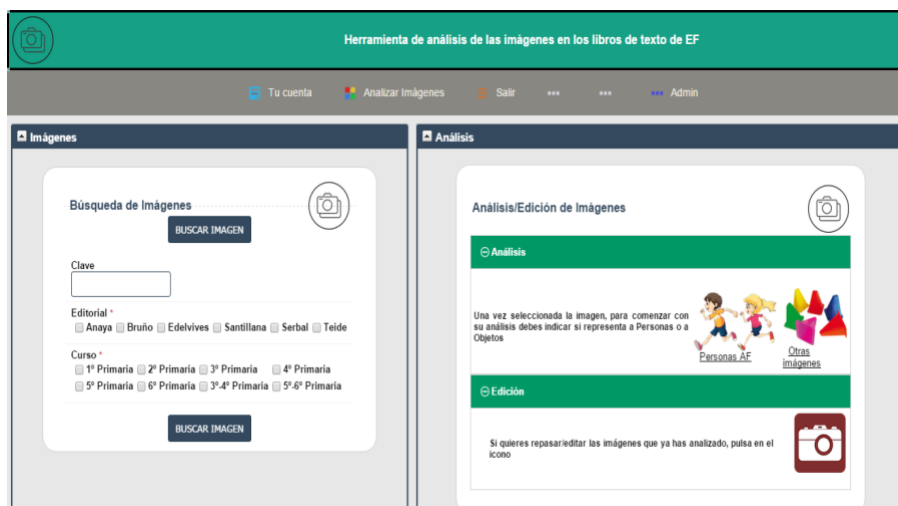 Herramienta de análisis de las imágenes en los libros de texto de EF
Tu cuenta
Analizar Imágenes
Salir
•••
•••
••• Admin
Imágenes
Búsqueda de Imágenes
BUSCAR IMAGEN
Clave
Editorial *
Anaya Bruño Edelvives Santillana Serbal Teide
Curso *
1º Primaria 2º Primaria 3º Primaria 4º Primaria
5º Primaria 6º Primaria 3º-4º Primaria 5º-6º Primaria
BUSCAR IMAGEN
Análisis
Análisis/Edición de Imágenes
Análisis
Una vez seleccionada la imagen, para comenzar con
su análisis debes indicar si representa a Personas o a
Objetos
Personas AF
Otras
imágenes
Edición
Si quieres repasar/editar las imágenes que ya has analizado, pulsa en el
ícono